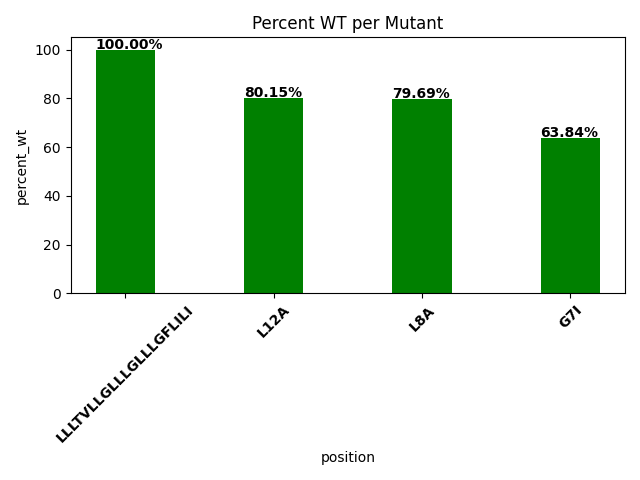 Percent WT per Mutant
100.00%
80.15%
79.69%
63.84%
percent_wt
100
80
60
40
20
0
LLLTVLLGLLLGLLLGFLILI
L12A
L8A
G7I
position